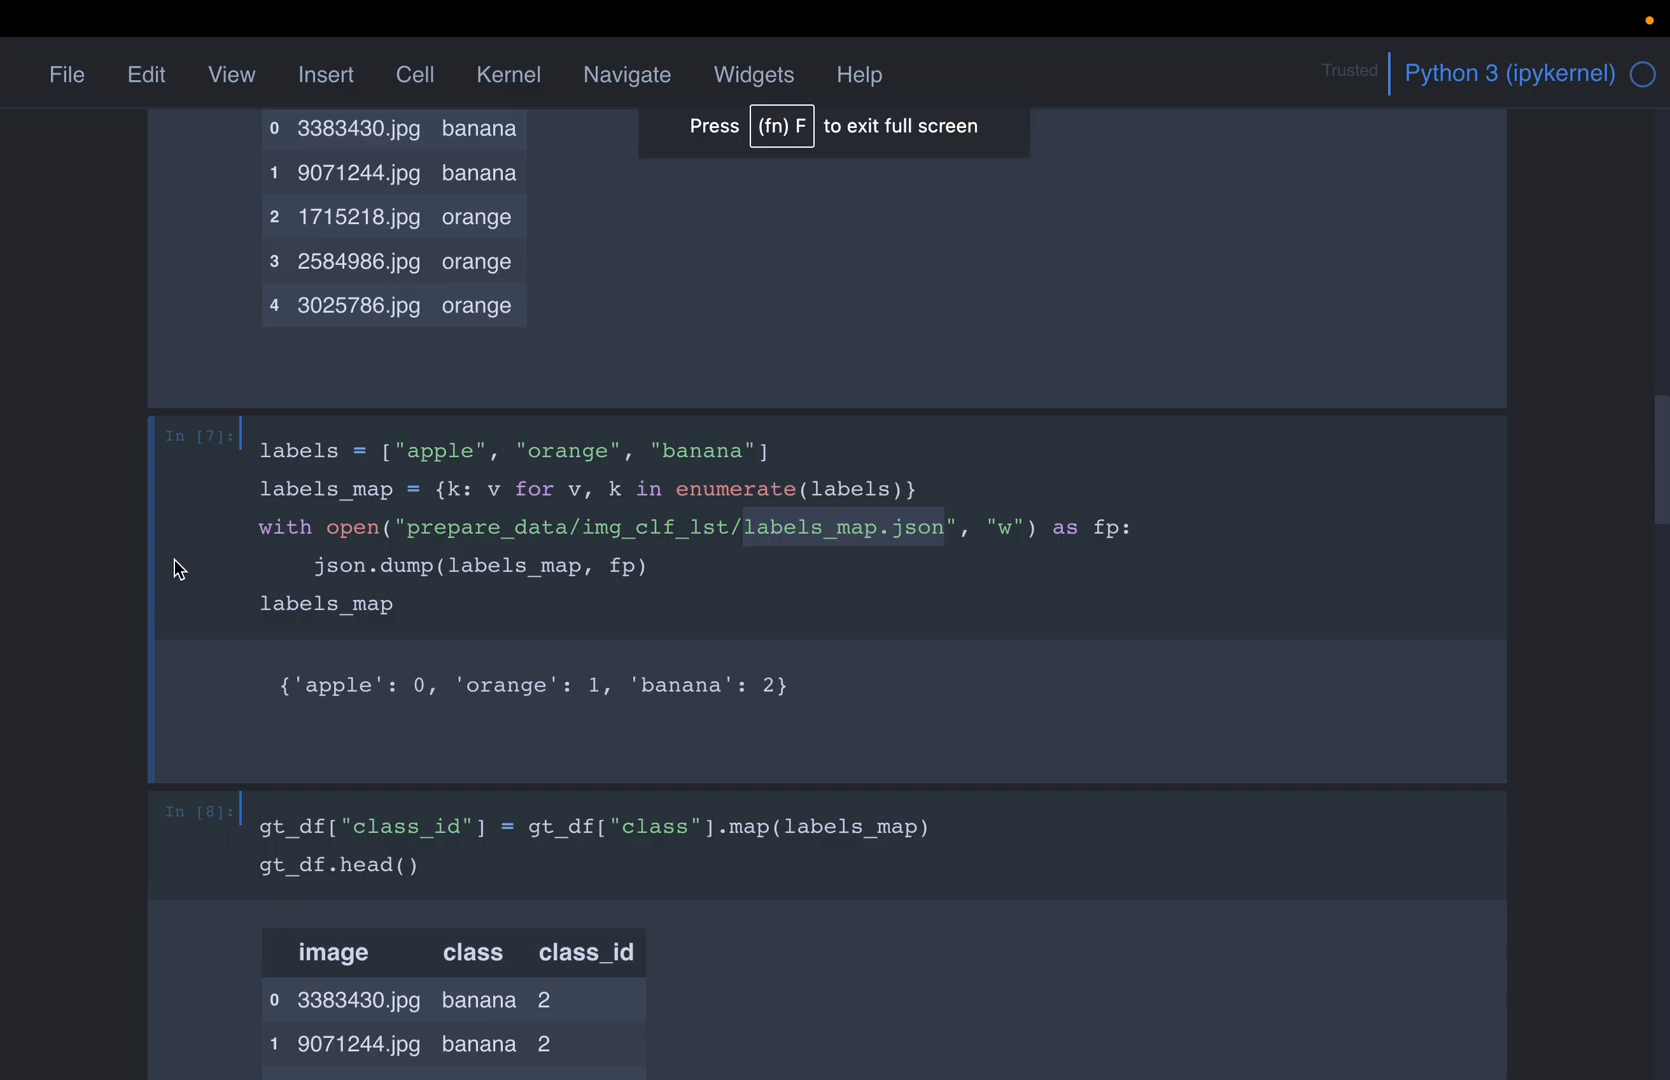 File Edit View Insert Cell Kernel Navigate Widgets Help Trusted Python 3 (ipykernel)
Press (fn) F to exit full screen
0 3383430.jpg banana
1 9071244.jpg banana
2 1715218.jpg orange
3 2584986.jpg orange
4 3025786.jpg orange
In [7]:
labels = ["apple", "orange", "banana"]
labels_map = {k: v for v, k in enumerate(labels)}
with open("prepare_data/img_clf_lst/labels_map.json", "w") as fp:
    json.dump(labels_map, fp)
labels_map
{'apple': 0, 'orange': 1, 'banana': 2}
In [8]:
gt_df["class_id"] = gt_df["class"].map(labels_map)
gt_df.head()
image class class_id
0 3383430.jpg banana 2
1 9071244.jpg banana 2